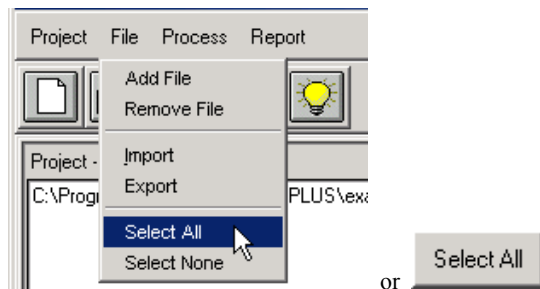 Project File Process Report
Add File
Remove File
Import
Export
Select All
Select None
Project -
C:\Progr PLUS\exa
or Select All